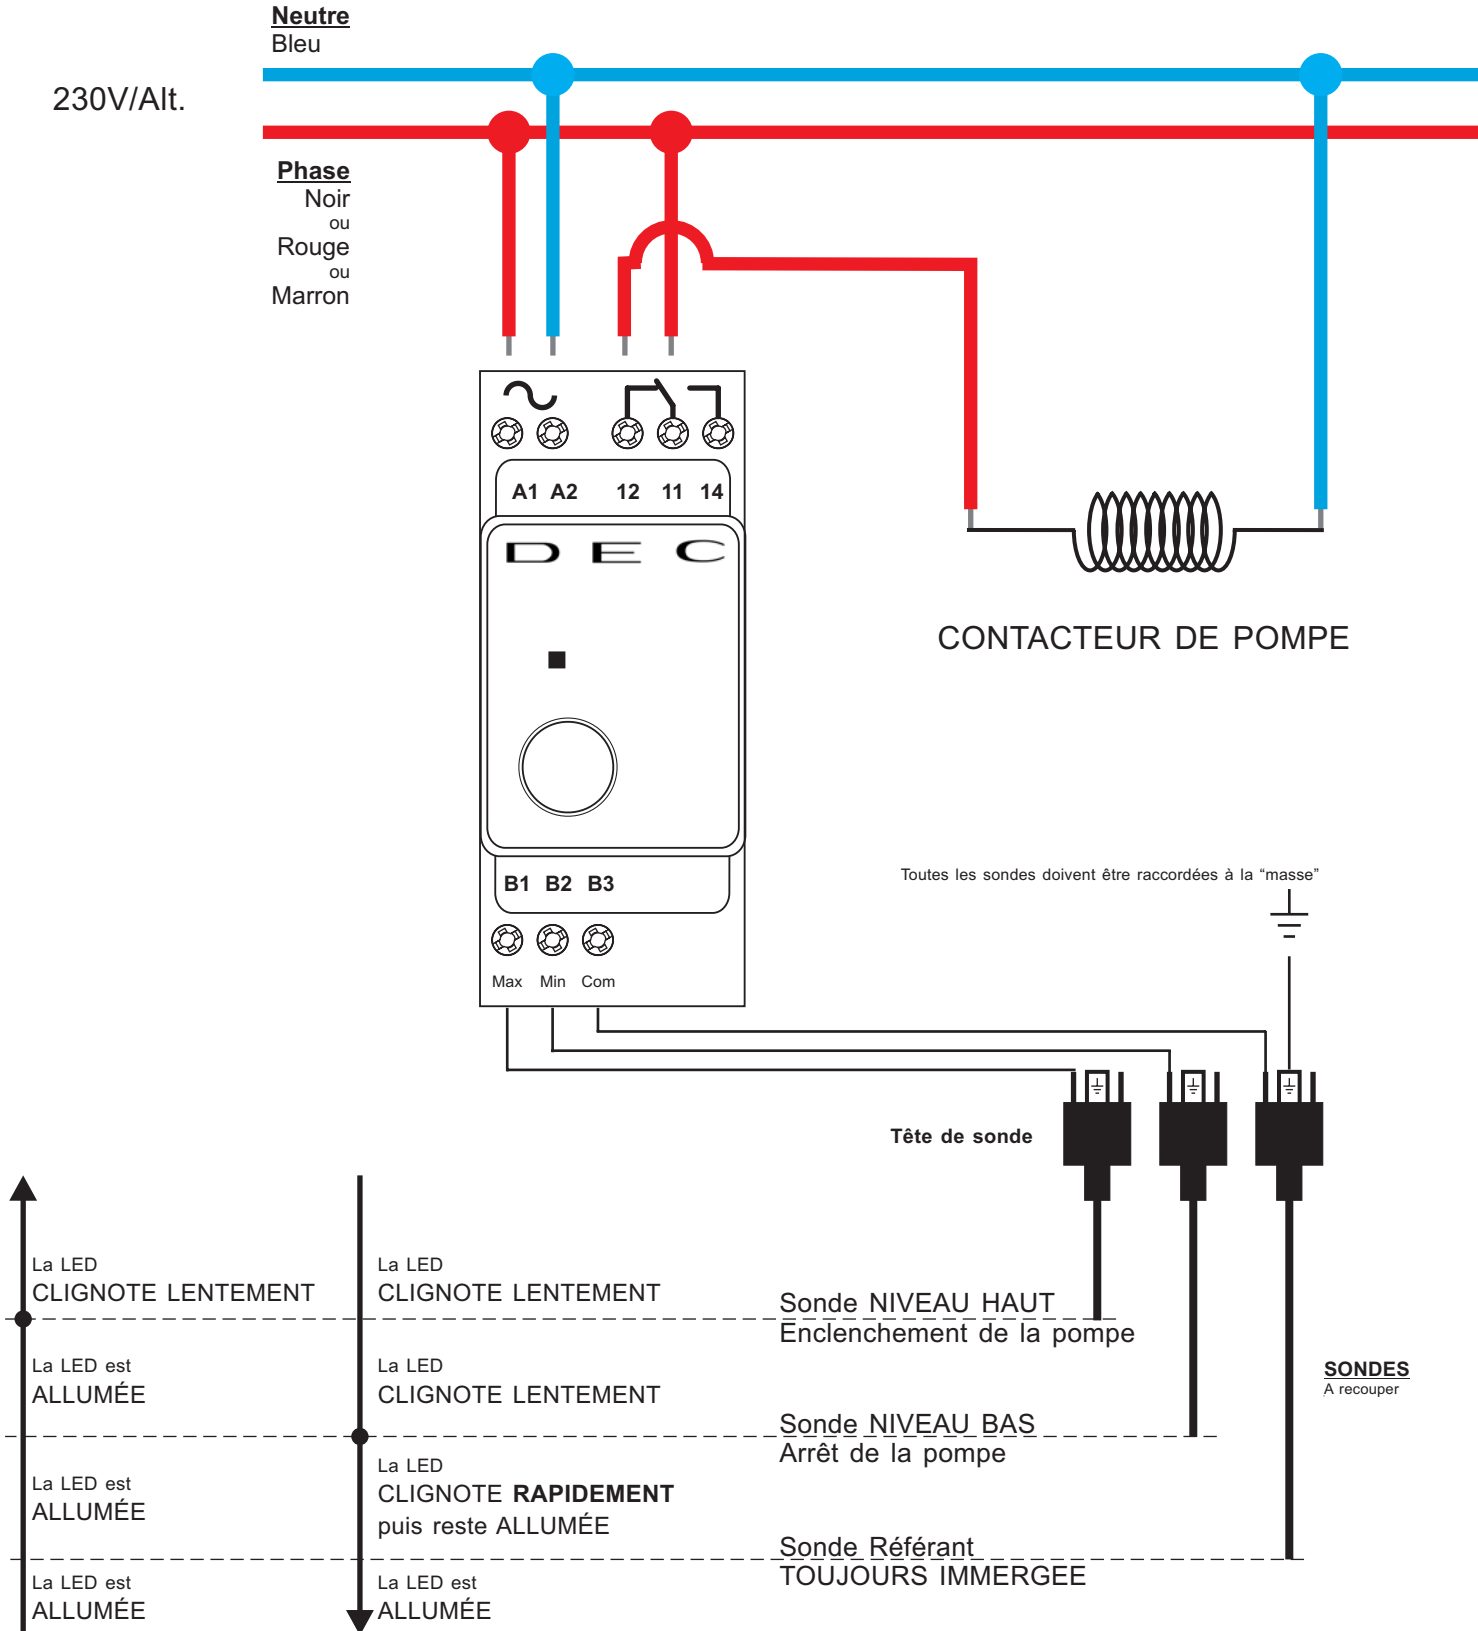 Neutre
Bleu
230V/Alt.
Phase
Noir
ou
Rouge
ou
Marron
A1 A2 12 11 14
D E C
CONTACTEUR DE POMPE
B1 B2 B3
Max Min Com
Toutes les sondes doivent être raccordées à la “masse”
Tête de sonde
La LED
CLIGNOTE LENTEMENT
La LED
CLIGNOTE LENTEMENT
Sonde NIVEAU HAUT
Enclenchement de la pompe
La LED est
ALLUMÉE
La LED
CLIGNOTE LENTEMENT
SONDES
A recouper
Sonde NIVEAU BAS
Arrêt de la pompe
La LED est
ALLUMÉE
La LED
CLIGNOTE RAPIDEMENT
puis reste ALLUMÉE
Sonde Référant
TOUJOURS IMMERGEE
La LED est
ALLUMÉE
La LED est
ALLUMÉE